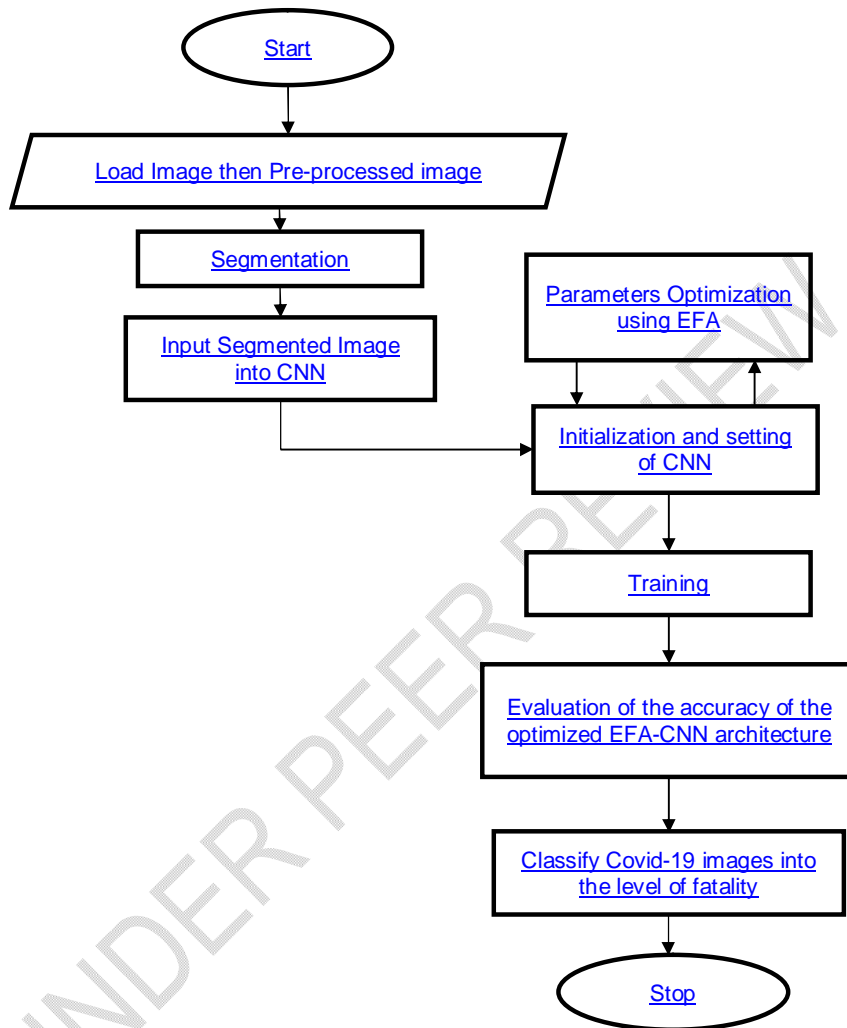 Start
Load Image then Pre-processed image
Segmentation
Parameters Optimization
using EFA
Input Segmented Image
into CNN
Initialization and setting
of CNN
Training
Evaluation of the accuracy of the
optimized EFA-CNN architecture
Classify Covid-19 images into
the level of fatality
Stop
UNDER PEER REVIEW